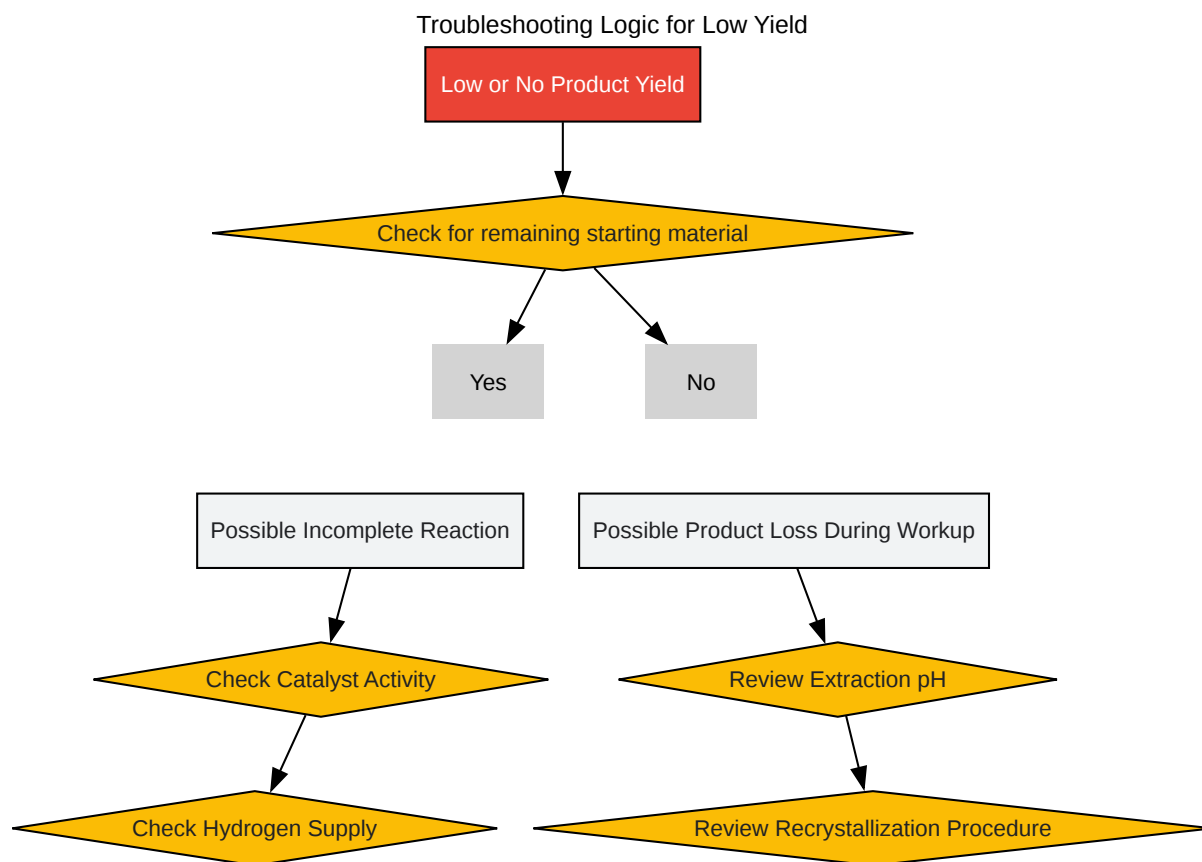 Troubleshooting Logic for Low Yield
Low or No Product Yield
Check for remaining starting material
Yes
No
Possible Incomplete Reaction
Possible Product Loss During Workup
Check Catalyst Activity
Review Extraction pH
Check Hydrogen Supply
Review Recrystallization Procedure